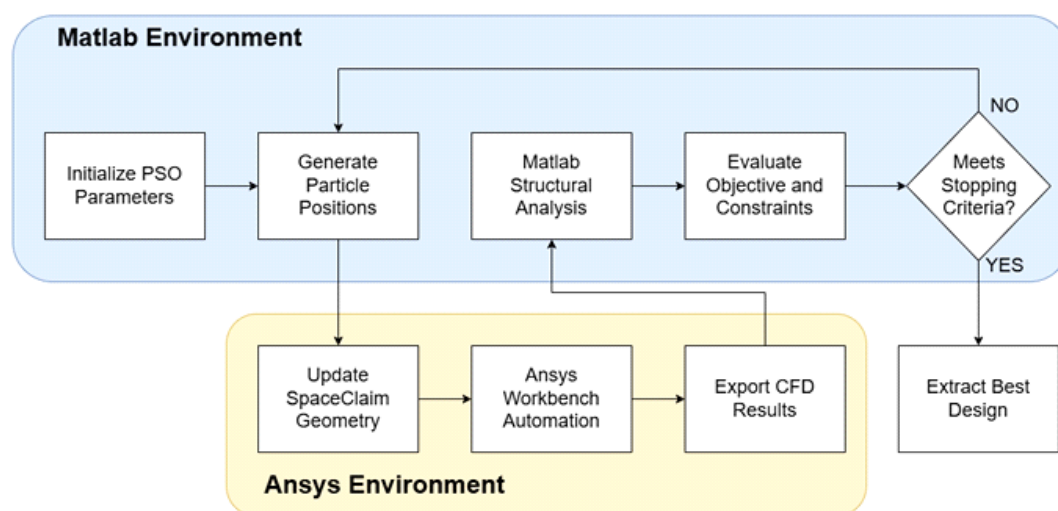 Matlab Environment
NO
Initialize PSO
Parameters
Generate
Particle
Positions
Matlab
Structural
Analysis
Evaluate
Objective and
Constraints
Meets
Stopping
Criteria?
YES
Update
SpaceClaim
Geometry
Ansys
Workbench
Automation
Export CFD
Results
Extract Best
Design
Ansys Environment